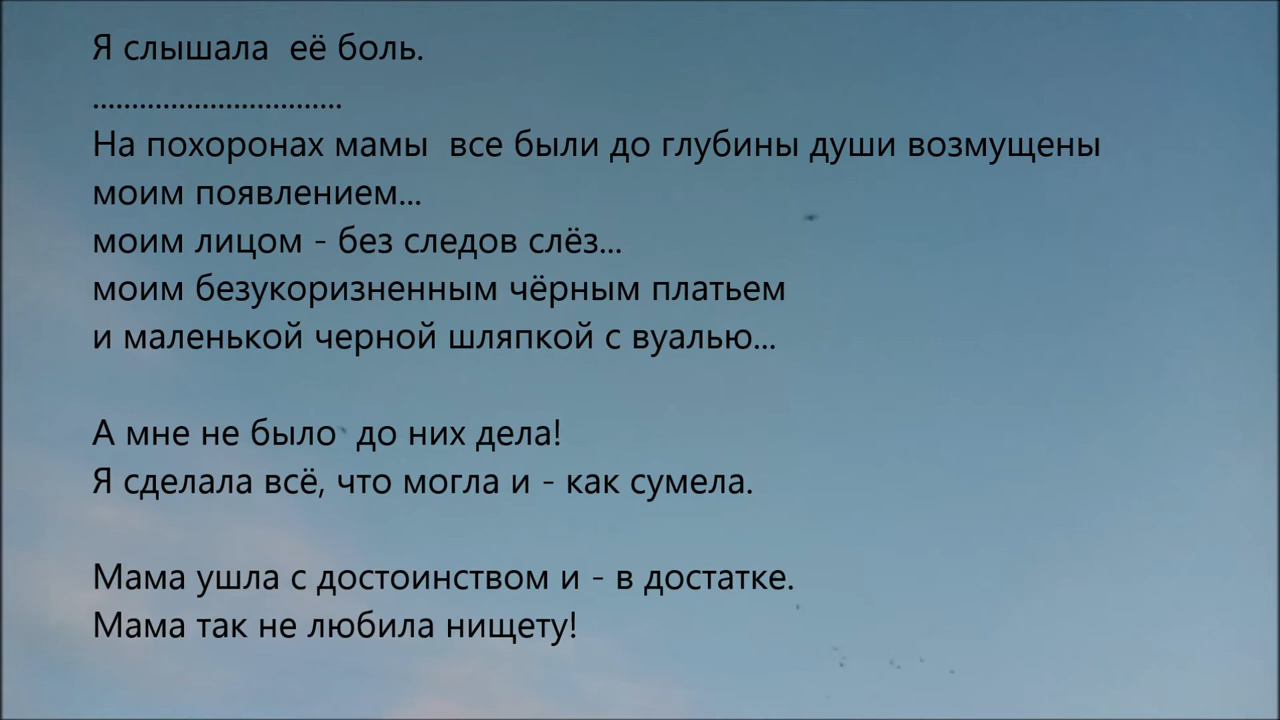 Я слышала её боль.
................................
На похоронах мамы все были до глубины души возмущены
моим появлением...
моим лицом - без следов слёз...
моим безукоризненным чёрным платьем
и маленькой черной шляпкой с вуалью...
А мне не было до них дела!
Я сделала всё, что могла и - как сумела.
Мама ушла с достоинством и - в достатке.
Мама так не любила нищету!